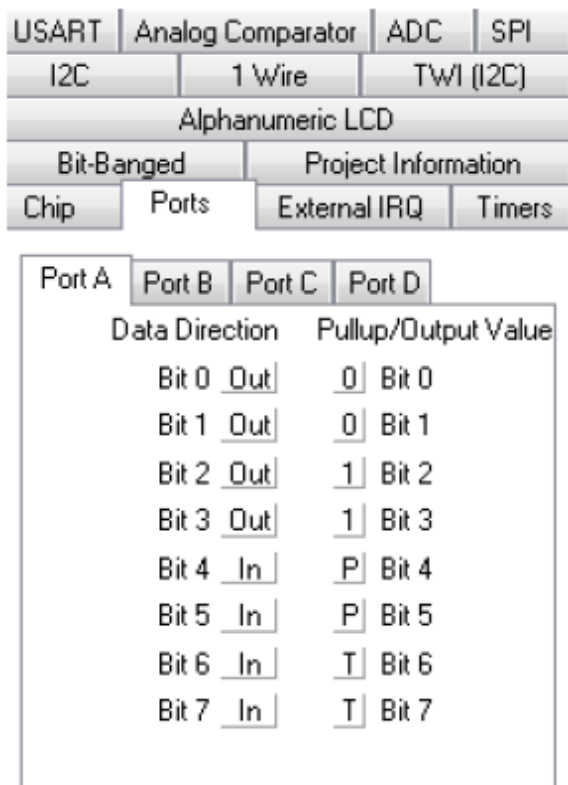 USART Analog Comparator ADC SPI
I2C 1 Wire TWI (I2C)
Alphanumeric LCD
Bit-Banged Project Information
Chip Ports External IRQ Timers
Port A Port B Port C Port D
Data Direction Pullup/Output Value
Bit 0 Out 0 Bit 0
Bit 1 Out 0 Bit 1
Bit 2 Out 1 Bit 2
Bit 3 Out 1 Bit 3
Bit 4 In P Bit 4
Bit 5 In P Bit 5
Bit 6 In T Bit 6
Bit 7 In T Bit 7